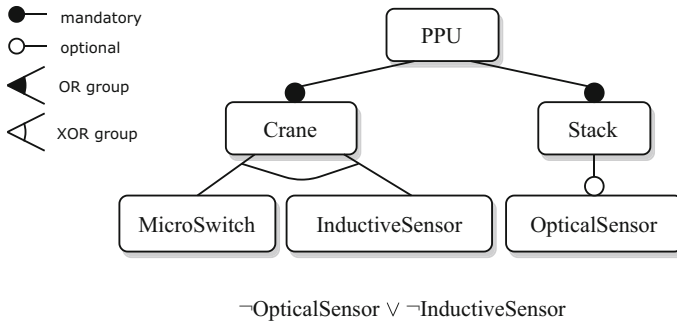 mandatory
optional
OR group
XOR group
PPU
Crane
Stack
MicroSwitch
InductiveSensor
OpticalSensor
¬OpticalSensor ∨ ¬InductiveSensor